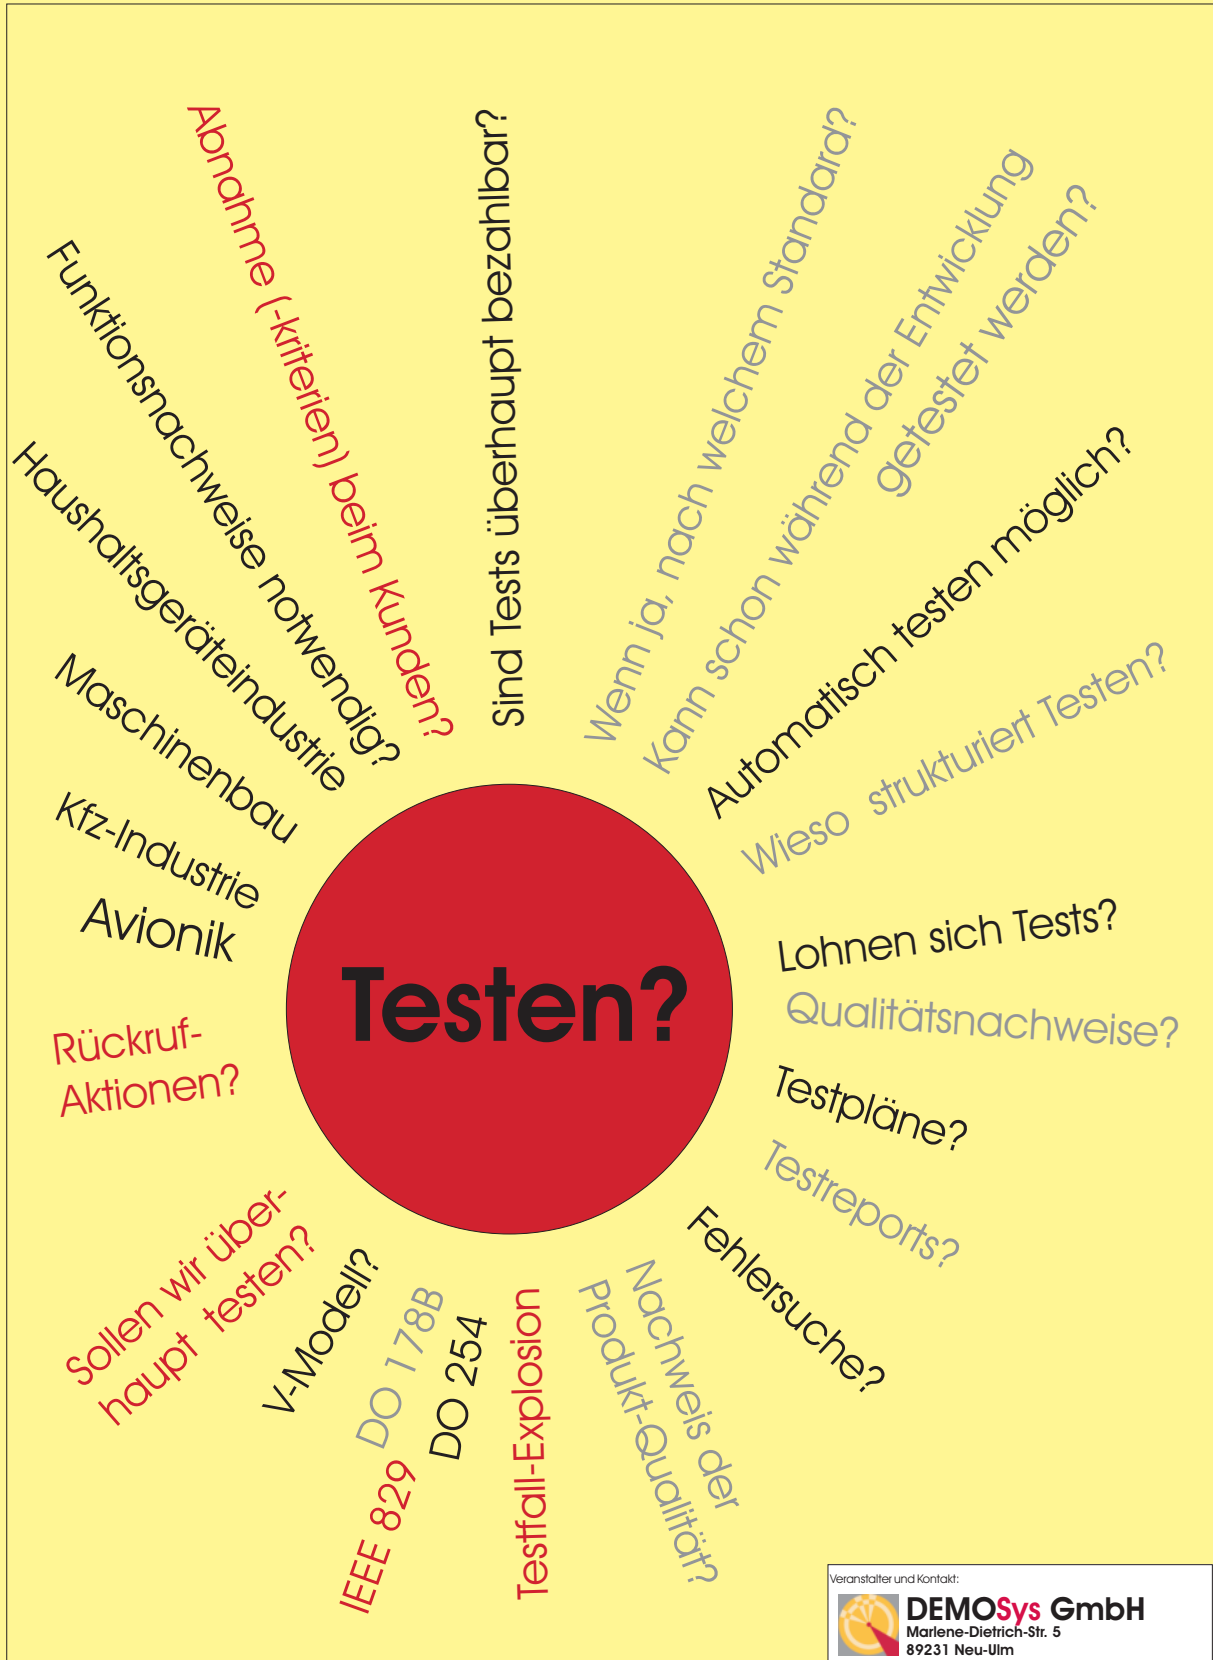 Abnahme (-kriterien) beim Kunden?
Sind Tests überhaupt bezahlbar?
Wenn ja, nach welchem Standard?
Kann schon während der Entwicklung
getestet werden?
Automatisch testen möglich?
Wieso strukturiert Testen?
Lohnen sich Tests?
Qualitätsnachweise?
Testpläne?
Testreports?
Fehlersuche?
Nachweis der
Produkt-Qualität?
Testfall-Explosion
DO 254
DO 178B
IEEE 829
V-Modell?
Sollen wir über-
haupt testen?
Rückruf-
Aktionen?
Avionik
Kfz-Industrie
Maschinenbau
Haushaltsgeräteindustrie
Funktionsnachweise notwendig?
Testen?
Veranstalter und Kontakt:
DEMOSys GmbH
Marlene-Dietrich-Str. 5
89231 Neu-Ulm